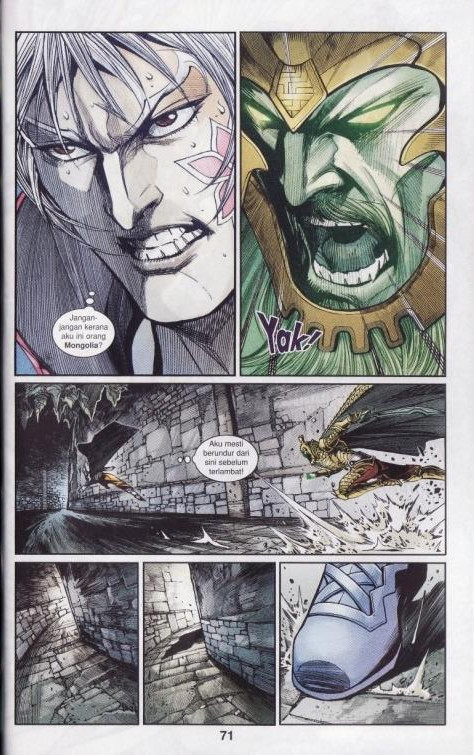 Jangan-
jangan kerana
aku ini orang
Mongolia?
Yak!
Aku mesti
berundur dari
sini sebelum
terlambat!
71